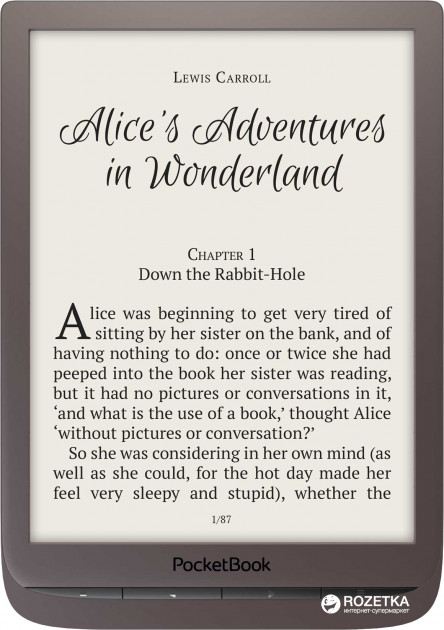 Lewis Carroll
Alice's Adventures
in Wonderland
Chapter 1
Down the Rabbit-Hole
Alice was beginning to get very tired of
sitting by her sister on the bank, and of
having nothing to do: once or twice she had
peeped into the book her sister was reading,
but it had no pictures or conversations in it,
‘and what is the use of a book,’ thought Alice
‘without pictures or conversation?’
So she was considering in her own mind (as
well as she could, for the hot day made her
feel very sleepy and stupid), whether the
1/87
PocketBook
ROZETKA
интернет-супермаркет